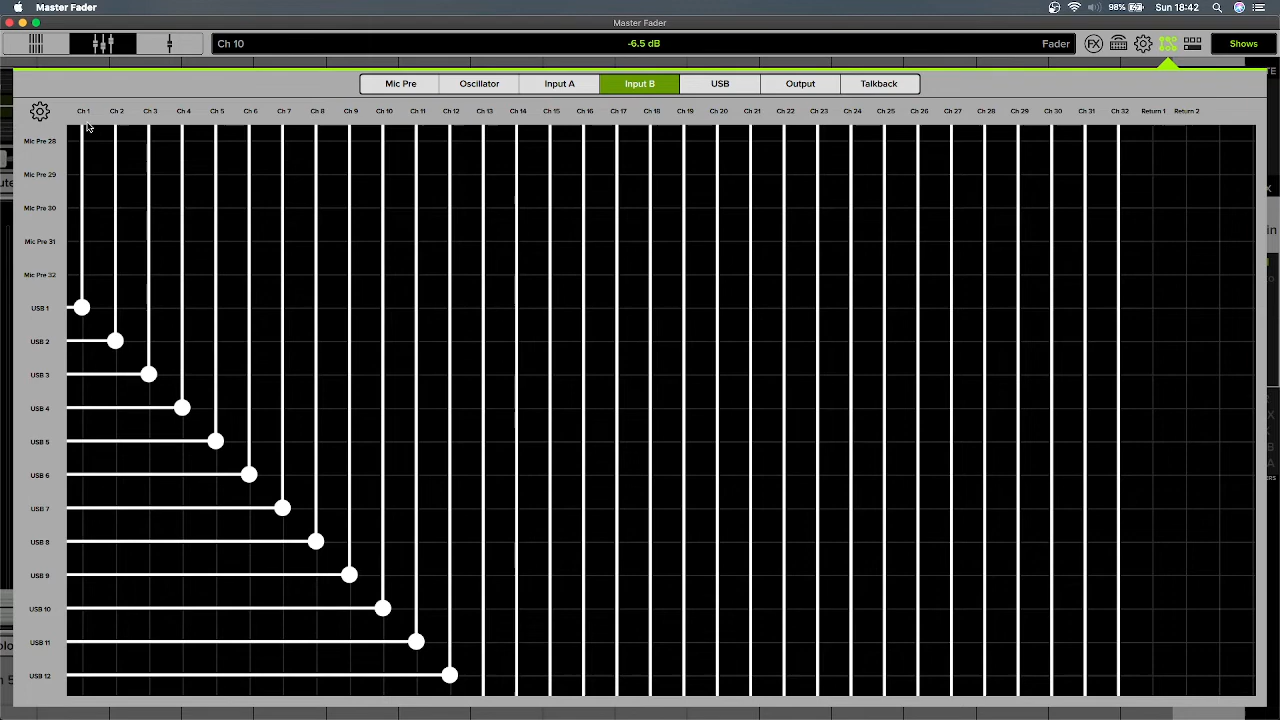 Master Fader 98% Sun 18:42
Master Fader
Ch 10 -6.5 dB Fader FX Shows
Mic Pre Oscillator Input A Input B USB Output Talkback
Ch 1 Ch 2 Ch 3 Ch 4 Ch 5 Ch 6 Ch 7 Ch 8 Ch 9 Ch 10 Ch 11 Ch 12 Ch 13 Ch 14 Ch 15 Ch 16 Ch 17 Ch 18 Ch 19 Ch 20 Ch 21 Ch 22 Ch 23 Ch 24 Ch 25 Ch 26 Ch 27 Ch 28 Ch 29 Ch 30 Ch 31 Ch 32 Return 1 Return 2
Mic Pre 28
Mic Pre 29
Mic Pre 30
Mic Pre 31
Mic Pre 32
USB 1
USB 2
USB 3
USB 4
USB 5
USB 6
USB 7
USB 8
USB 9
USB 10
USB 11
USB 12